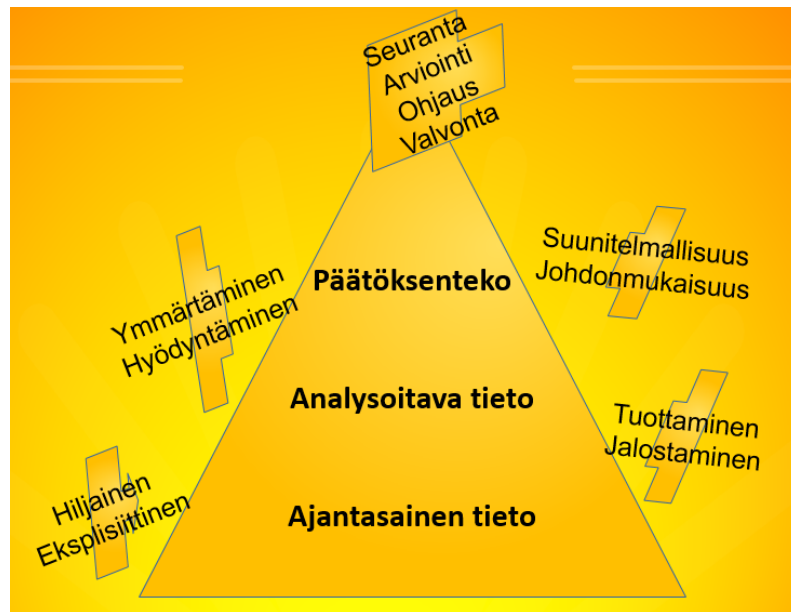 Seuranta
Arviointi
Ohjaus
Valvonta
Suunitelmallisuus
Johdonmukaisuus
Päätöksenteko
Ymmärtäminen
Hyödyntäminen
Analysoitava tieto
Tuottaminen
Jalostaminen
Hiljainen
Eksplisiittinen
Ajantasainen tieto